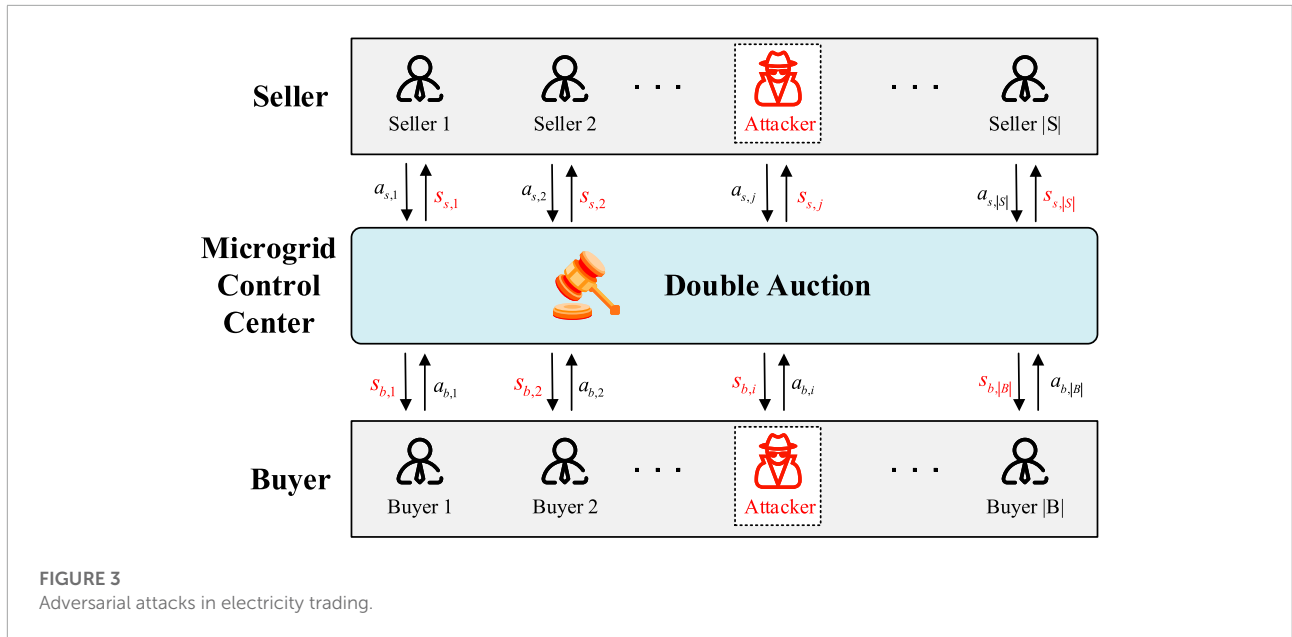 Seller
Seller 1 Seller 2 · · · Attacker · · · Seller |S|
a_{s,1} s_{s,1} a_{s,2} s_{s,2} a_{s,j} s_{s,j} a_{s,|S|} s_{s,|S|}
Microgrid
Control
Center
Double Auction
s_{b,1} a_{b,1} s_{b,2} a_{b,2} s_{b,i} a_{b,i} s_{b,|B|} a_{b,|B|}
Buyer
Buyer 1 Buyer 2 · · · Attacker · · · Buyer |B|
FIGURE 3
Adversarial attacks in electricity trading.